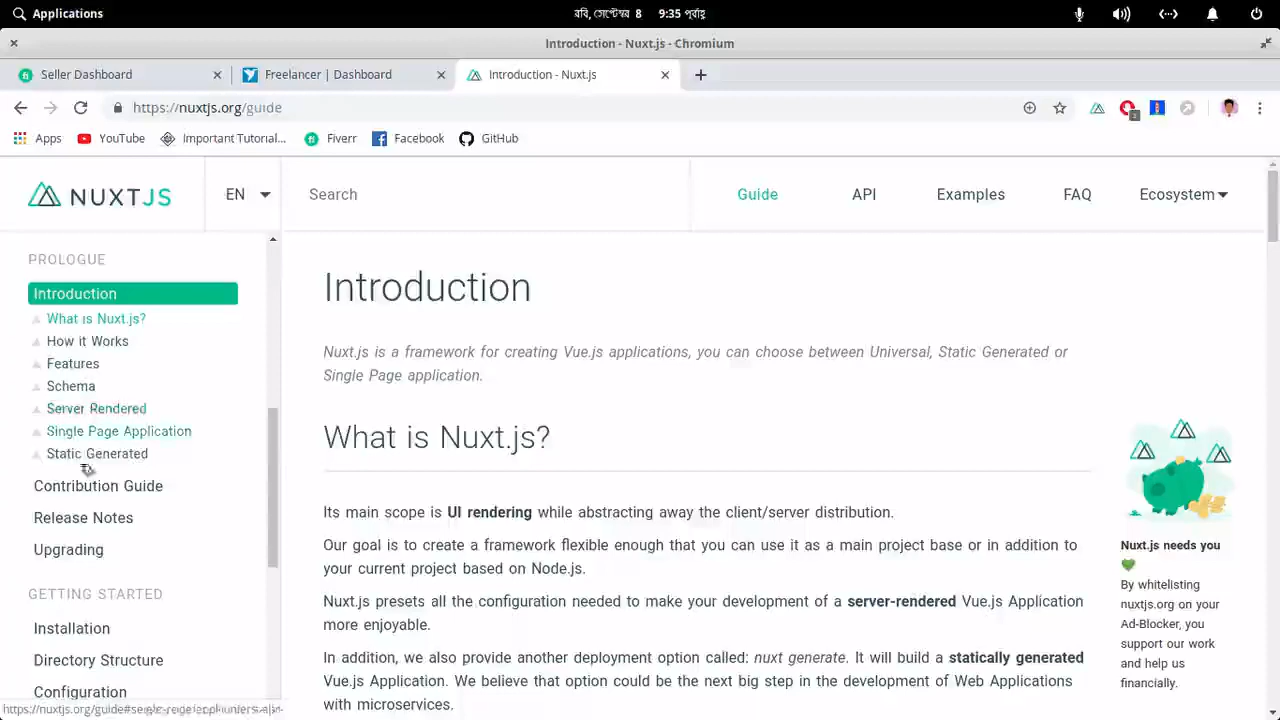 Applications
রবি, সেপ্টেম্বর 8 9:35 পূর্বাহ্ণ
Introduction - Nuxt.js - Chromium
Seller Dashboard
Freelancer | Dashboard
Introduction - Nuxt.js
https://nuxtjs.org/guide
Apps
YouTube
Important Tutorial...
Fiverr
Facebook
GitHub
NUXTJS
EN
Search
Guide
API
Examples
FAQ
Ecosystem
PROLOGUE
Introduction
What is Nuxt.js?
How it Works
Features
Schema
Server Rendered
Single Page Application
Static Generated
Contribution Guide
Release Notes
Upgrading
GETTING STARTED
Installation
Directory Structure
Configuration
Introduction
Nuxt.js is a framework for creating Vue.js applications, you can choose between Universal, Static Generated or
Single Page application.
What is Nuxt.js?
Its main scope is UI rendering while abstracting away the client/server distribution.
Our goal is to create a framework flexible enough that you can use it as a main project base or in addition to
your current project based on Node.js.
Nuxt.js presets all the configuration needed to make your development of a server-rendered Vue.js Application
more enjoyable.
In addition, we also provide another deployment option called: nuxt generate. It will build a statically generated
Vue.js Application. We believe that option could be the next big step in the development of Web Applications
with microservices.
Nuxt.js needs you
By whitelisting
nuxtjs.org on your
Ad-Blocker, you
support our work
and help us
financially.